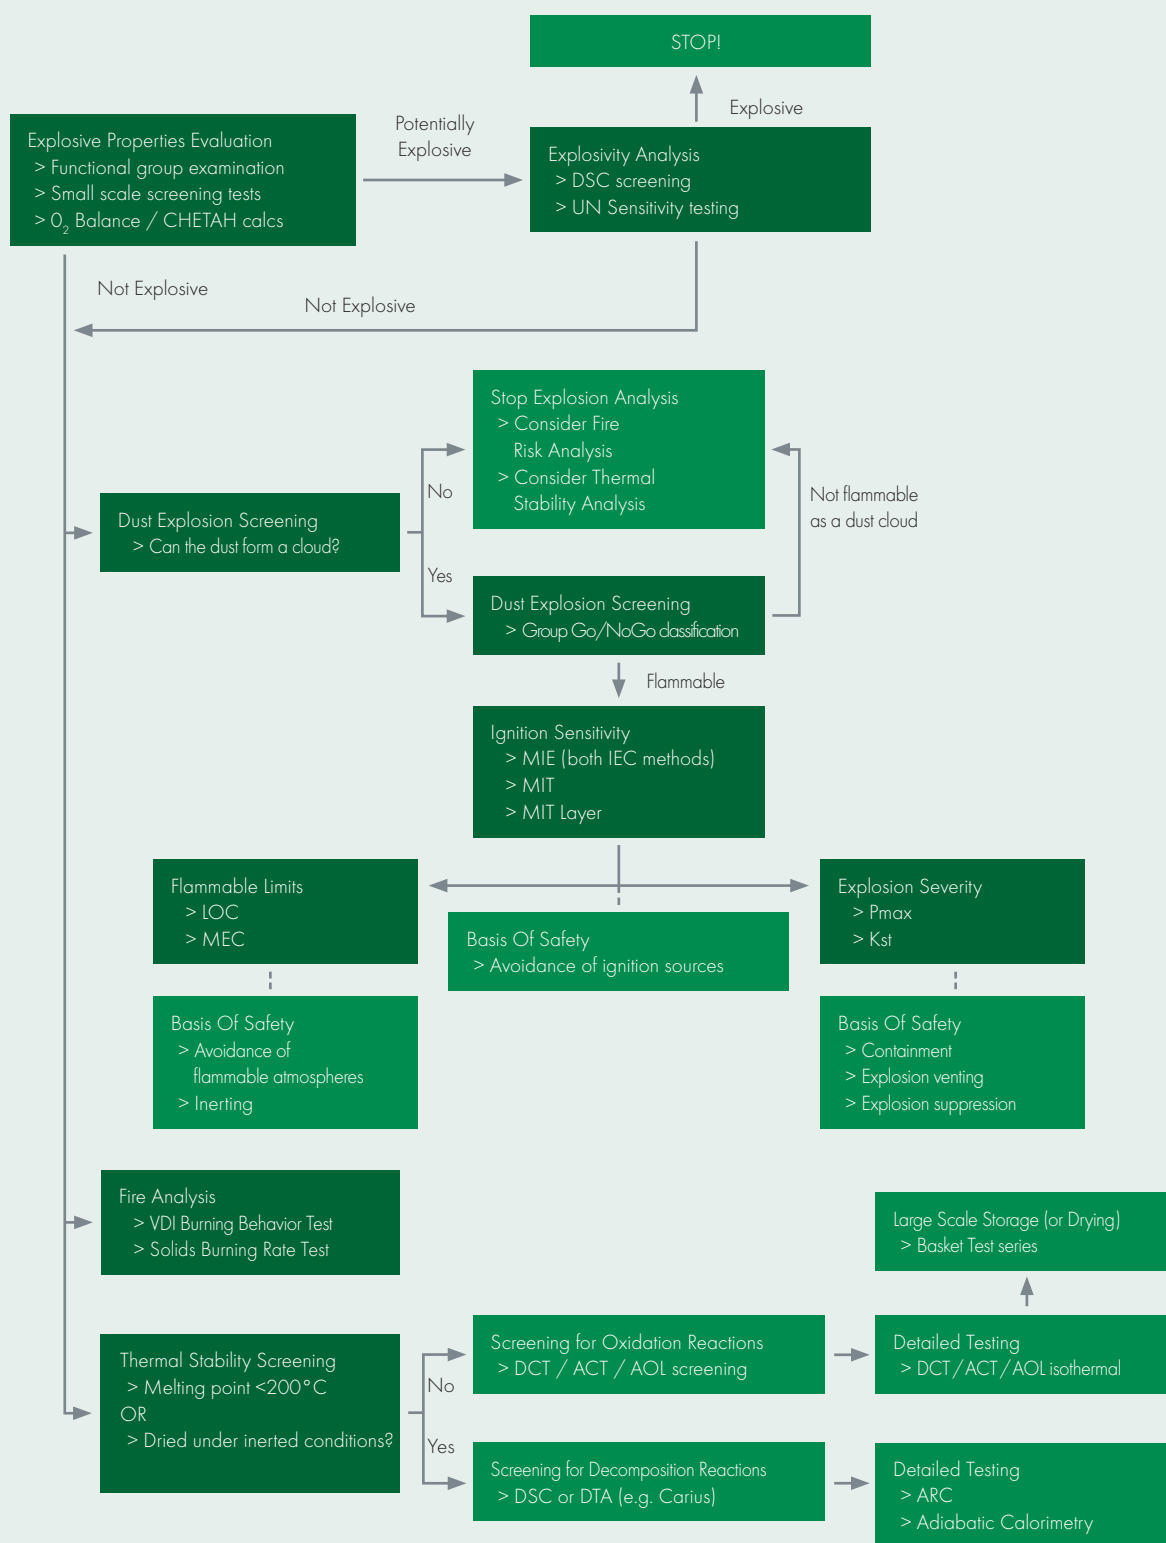 STOP!
Explosive
Potentially
Explosive
Explosive Properties Evaluation
> Functional group examination
> Small scale screening tests
> 0₂ Balance / CHETAH calcs
Explosivity Analysis
> DSC screening
> UN Sensitivity testing
Not Explosive
Not Explosive
Stop Explosion Analysis
> Consider Fire
Risk Analysis
> Consider Thermal
Stability Analysis
No
Not flammable
as a dust cloud
Dust Explosion Screening
> Can the dust form a cloud?
Yes
Dust Explosion Screening
> Group Go/NoGo classification
Flammable
Ignition Sensitivity
> MIE (both IEC methods)
> MIT
> MIT Layer
Flammable Limits
> LOC
> MEC
Basis Of Safety
> Avoidance of ignition sources
Explosion Severity
> Pmax
> Kst
Basis Of Safety
> Avoidance of
flammable atmospheres
> Inerting
Basis Of Safety
> Containment
> Explosion venting
> Explosion suppression
Fire Analysis
> VDI Burning Behavior Test
> Solids Burning Rate Test
Large Scale Storage (or Drying)
> Basket Test series
Thermal Stability Screening
> Melting point <200°C
OR
> Dried under inerted conditions?
No
Screening for Oxidation Reactions
> DCT / ACT / AOL screening
Detailed Testing
> DCT/ACT/AOL isothermal
Yes
Screening for Decomposition Reactions
> DSC or DTA (e.g. Carius)
Detailed Testing
> ARC
> Adiabatic Calorimetry